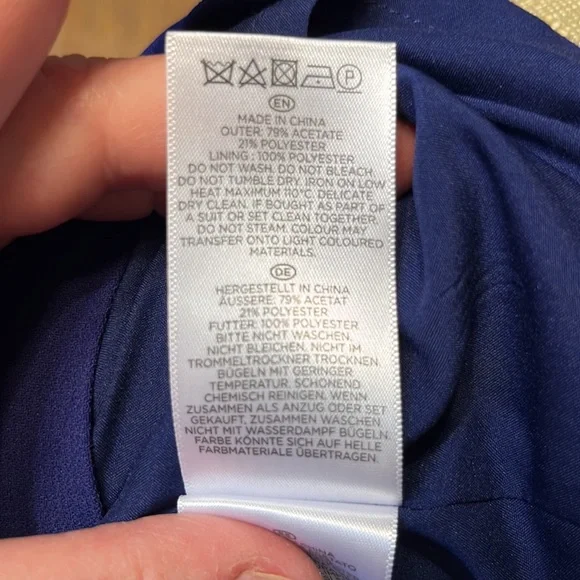 P
EN
MADE IN CHINA
OUTER: 79% ACETATE
21% POLYESTER
LINING : 100% POLYESTER
DO NOT WASH. DO NOT BLEACH.
DO NOT TUMBLE DRY. IRON ON LOW
HEAT MAXIMUM 110°C. DELICATE
DRY CLEAN. IF BOUGHT AS PART OF
A SUIT OR SET CLEAN TOGETHER.
DO NOT STEAM. COLOUR MAY
TRANSFER ONTO LIGHT COLOURED
MATERIALS.
DE
HERGESTELLT IN CHINA
ÄUSSERE: 79% ACETAT
21% POLYESTER
FUTTER: 100% POLYESTER
BITTE NICHT WASCHEN.
NICHT BLEICHEN. NICHT IM
TROMMELTROCKNER TROCKNEN.
BÜGELN MIT GERINGER
TEMPERATUR. SCHONEND
CHEMISCH REINIGEN. WENN
ZUSAMMEN ALS ANZUG ODER SET
GEKAUFT, ZUSAMMEN WASCHEN
NICHT MIT WASSERDAMPF BÜGELN.
FARBE KÖNNTE SICH AUF HELLE
FARBMATERIALE ÜBERTRAGEN.